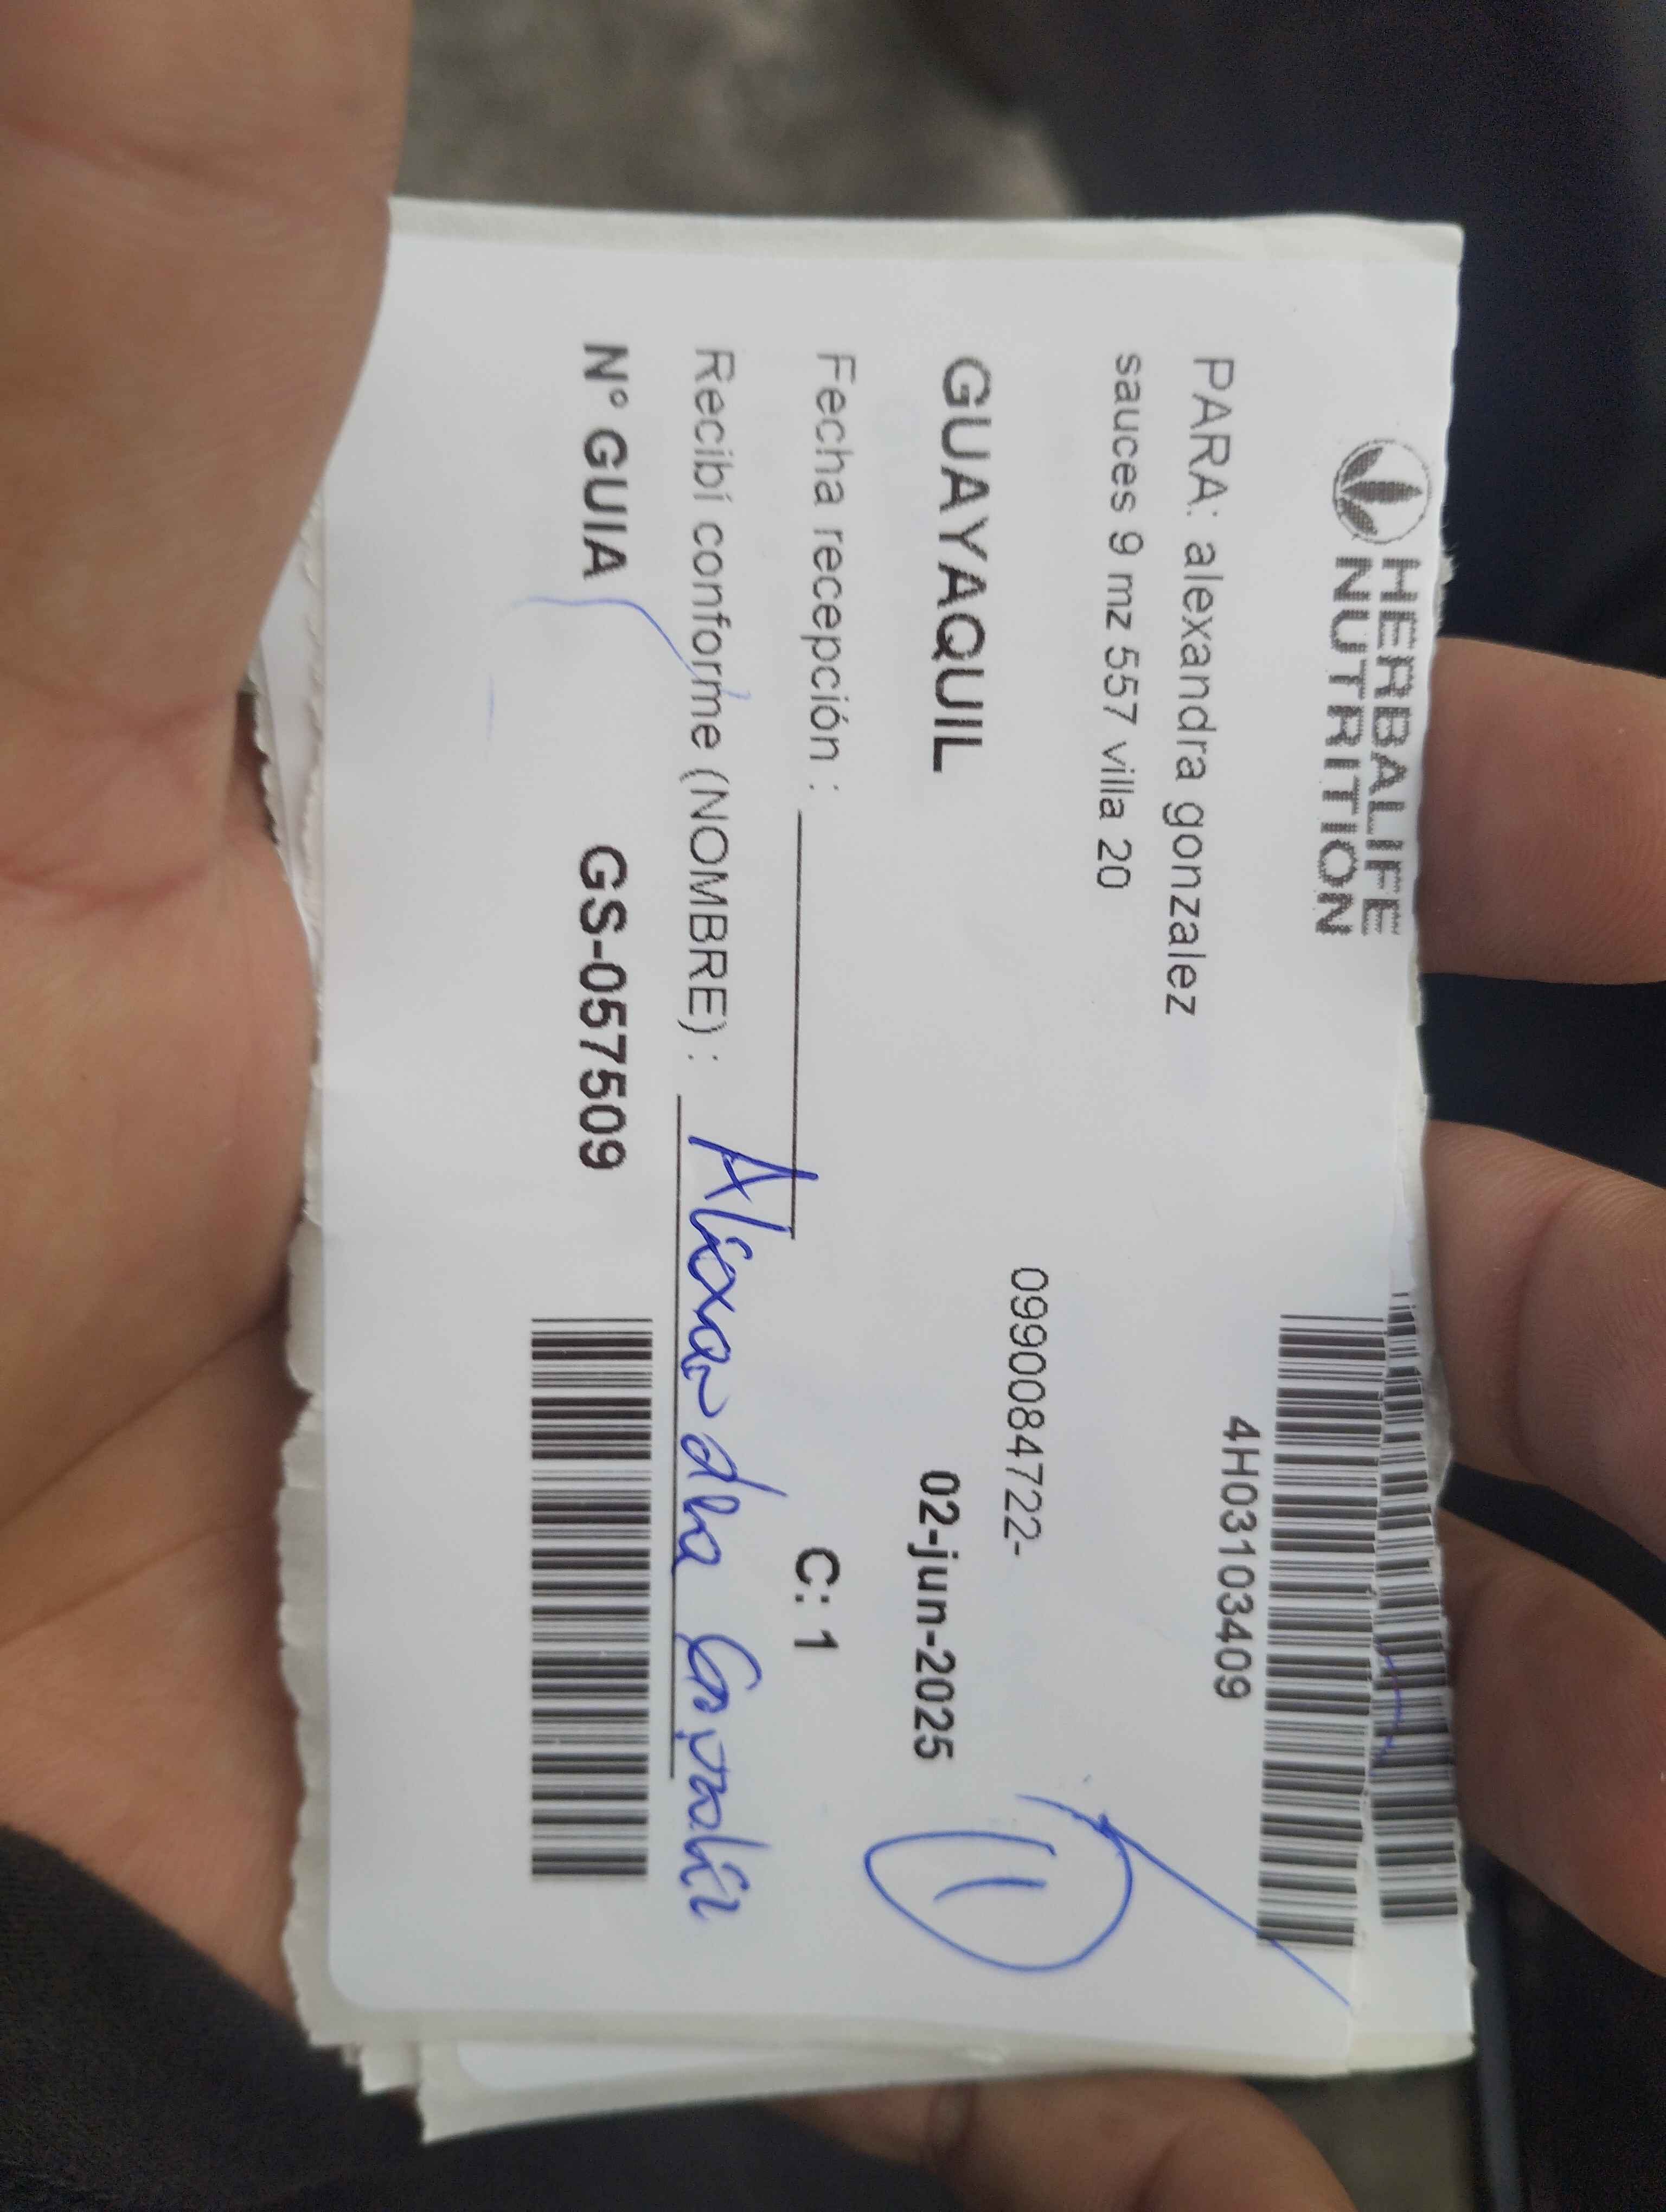 HERBALIFE
NUTRITION
4H03103409
PARA: alexandra gonzalez
sauces 9 mz 557 villa 20
0990084722-
GUAYAQUIL 02-jun-2025
Fecha recepción : C: 1
Recibí conforme (NOMBRE) : Alexandra
N° GUIA GS-057509